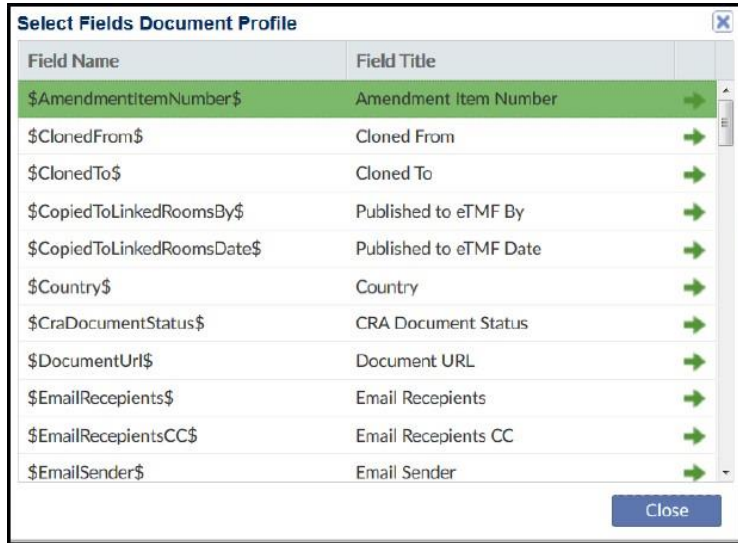 Select Fields Document Profile
Field Name Field Title
$AmendmentItemNumber$ Amendment Item Number
$ClonedFrom$ Cloned From
$ClonedTo$ Cloned To
$CopiedToLinkedRoomsBy$ Published to eTMF By
$CopiedToLinkedRoomsDate$ Published to eTMF Date
$Country$ Country
$CraDocumentStatus$ CRA Document Status
$DocumentUrl$ Document URL
$EmailRecepients$ Email Recepients
$EmailRecepientsCC$ Email Recepients CC
$EmailSender$ Email Sender
Close